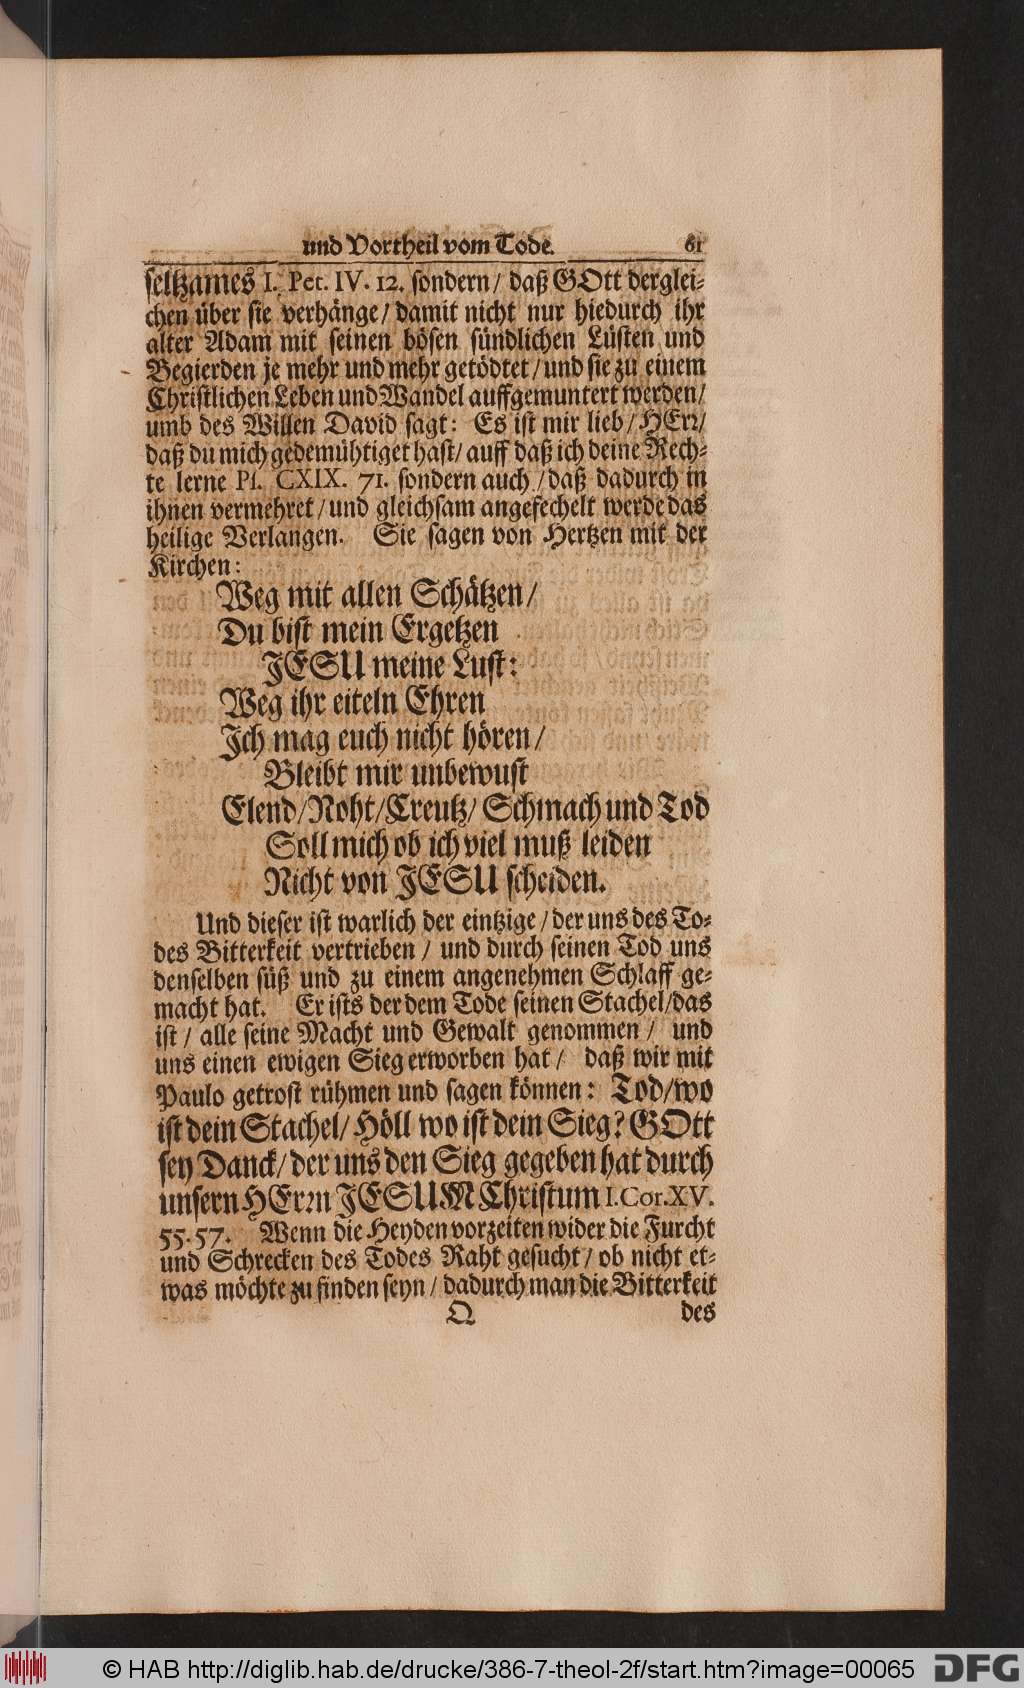 und Vortheil vom Tode. 61
seltzames I. Pet. IV. 12. sondern / daß GOtt derglei-
chen über sie verhänge / damit nicht nur hiedurch ihr
alter Adam mit seinen bösen sündlichen Lüsten und
Begierden je mehr und mehr getödtet / und sie zu einem
Christlichen Leben und Wandel auffgemuntert werden /
umb des Willen David sagt: Es ist mir lieb / HErr /
daß du mich gedemühtiget hast / auff daß ich deine Rech-
te lerne Ps. CXIX. 71. sondern auch / daß dadurch in
ihnen vermehret / und gleichsam angefechelt werde das
heilige Verlangen. Sie sagen von Hertzen mit der
Kirchen:
Weg mit allen Schätzen /
Du bist mein Ergetzen
JESU meine Lust:
Weg ihr eiteln Ehren
Ich mag euch nicht hören /
Bleibt mir unbewust
Elend / Noht / Creutz / Schmach und Tod
Soll mich ob ich viel muß leiden
Nicht von JESU scheiden.
Und dieser ist warlich der eintzige / der uns des To-
des Bitterkeit vertrieben / und durch seinen Tod uns
denselben süß und zu einem angenehmen Schlaff ge-
macht hat. Er ists der dem Tode seinen Stachel / das
ist / alle seine Macht und Gewalt genommen / und
uns einen ewigen Sieg erworben hat / daß wir mit
Paulo getrost rühmen und sagen können: Tod / wo
ist dein Stachel / Höll wo ist dein Sieg? GOtt
sey Danck / der uns den Sieg gegeben hat durch
unsern HErrn JESUM Christum I. Cor. XV.
55. 57. Wenn die Heyden vorzeiten wider die Furcht
und Schrecken des Todes Raht gesucht / ob nicht et-
was möchte zu finden seyn / dadurch man die Bitterkeit
Q des
© HAB http://diglib.hab.de/drucke/386-7-theol-2f/start.htm?image=00065 DFG